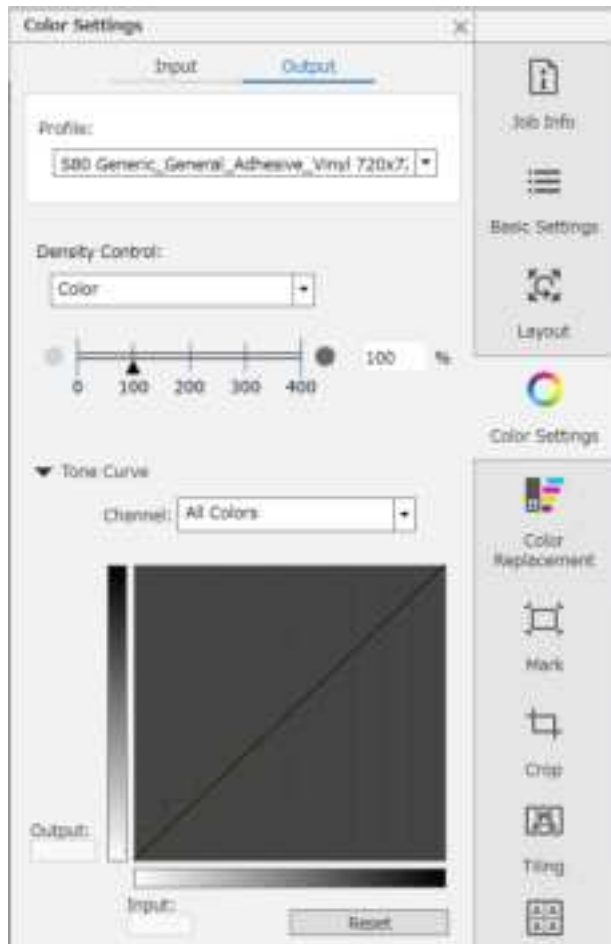 Color Settings
Input
Output
Profile:
S80 Generic_General_Adhesive_Vinyl 720x7
Density Control:
Color
100 %
0 100 200 300 400
Tone Curve
Channel: All Colors
Output:
Input:
Reset
Job Info
Basic Settings
Layout
Color Settings
Color
Replacement
Mark
Crop
Tiling